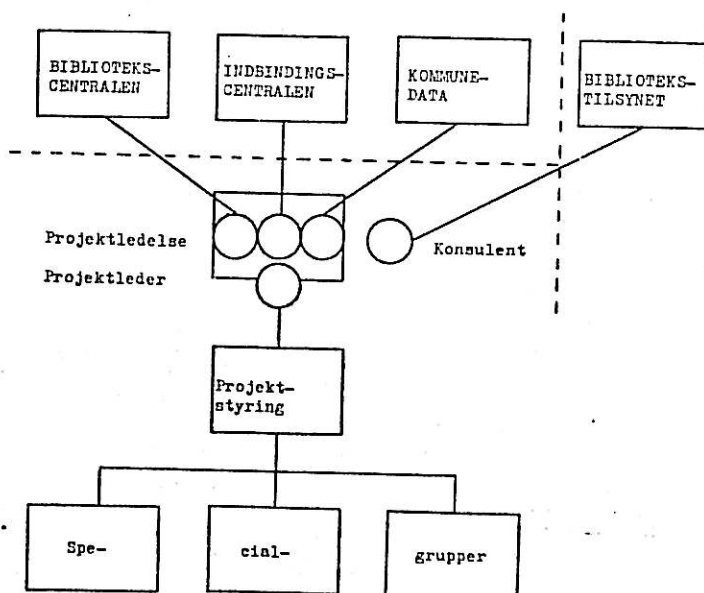 BIBLIOTEKS-
CENTRALEN
INDBINDINGS-
CENTRALEN
KOMMUNE-
DATA
BIBLIOTEKS-
TILSYNET
Projektledelse
Konsulent
Projektleder
Projekt-
styring
Spe-
cial-
grupper